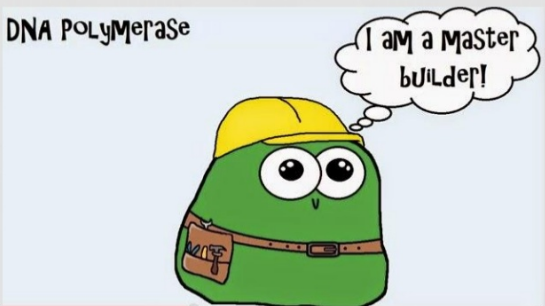 DNA POLYMERASE
I AM A MASTER
BUILDER!